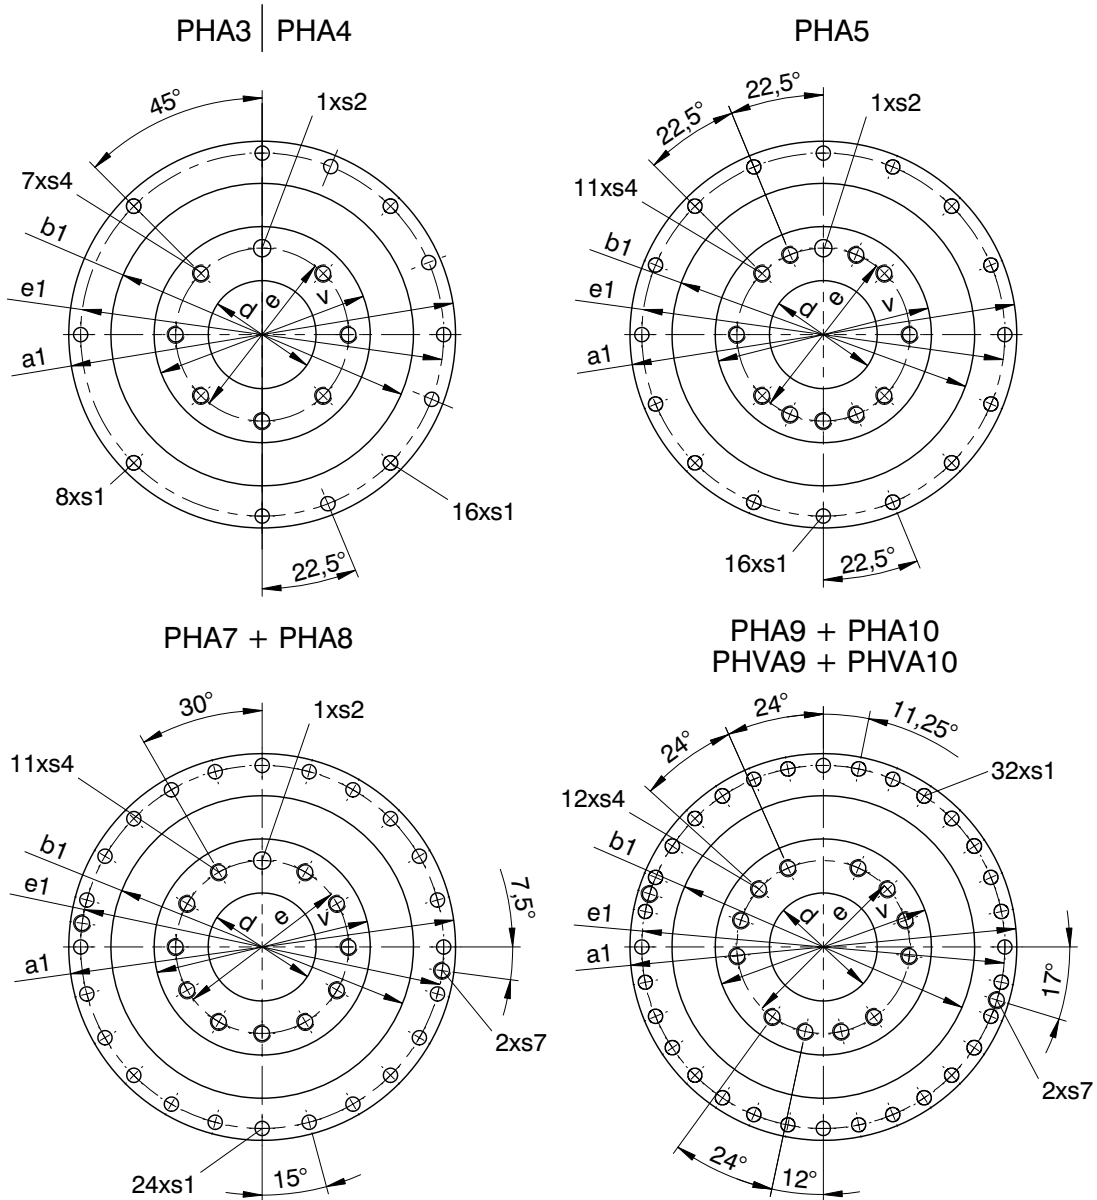 PHA3 | PHA4
45°
1xs2
7xs4
b1
e1
a1
d
e
v
8xs1
16xs1
22,5°
PHA5
22,5°
22,5°
1xs2
11xs4
b1
e1
a1
d
e
v
16xs1
22,5°
PHA7 + PHA8
30°
1xs2
11xs4
b1
e1
a1
d
e
v
7,5°
2xs7
24xs1
15°
PHA9 + PHA10
PHVA9 + PHVA10
24°
24°
11,25°
32xs1
12xs4
b1
e1
a1
d
e
v
17°
2xs7
24°
12°